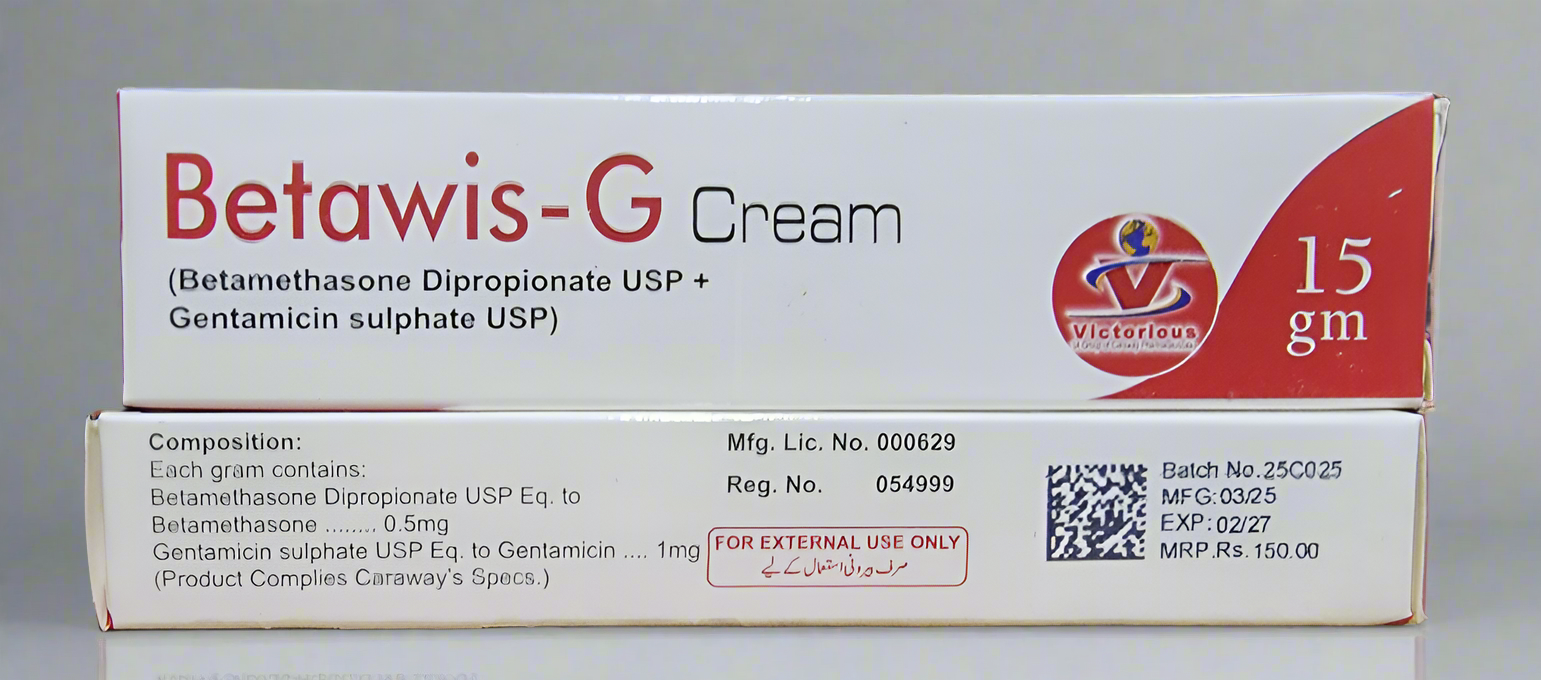 Betawis-G Cream
(Betamethasone Dipropionate USP +
Gentamicin sulphate USP)
Victorious
15
gm
Composition:
Each gram contains:
Betamethasone Dipropionate USP Eq. to
Betamethasone ........ 0.5mg
Gentamicin sulphate USP Eq. to Gentamicin .... 1mg
(Product Complies Caraway's Specs.)
Mfg. Lic. No. 000629
Reg. No. 054999
FOR EXTERNAL USE ONLY
صرف بیرونی استعمال کے لیے
Batch No.25C025
MFG:03/25
EXP:02/27
MRP.Rs.150.00